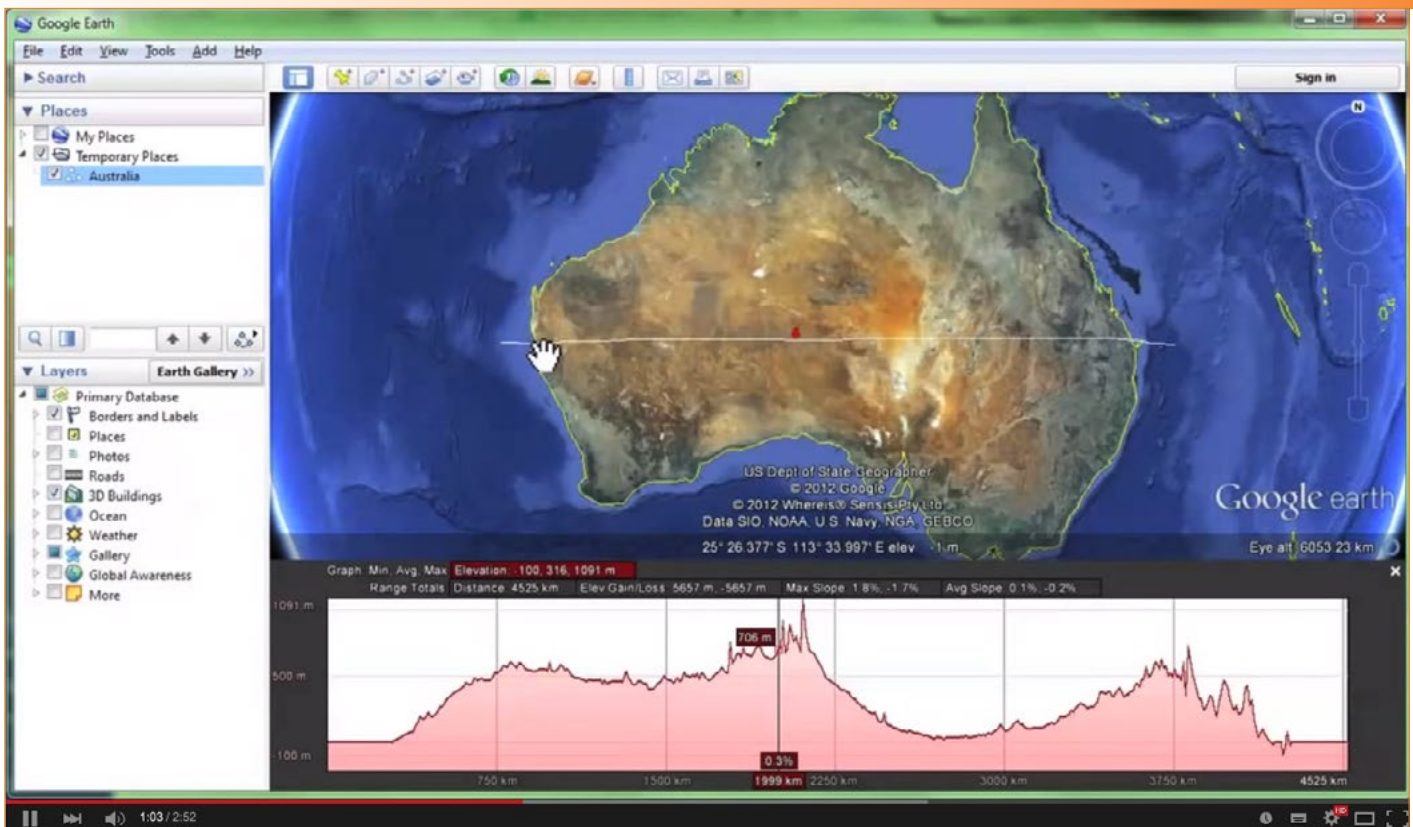 Google Earth
File Edit View Tools Add Help
Search
Sign in
Places
My Places
Temporary Places
Australia
N
Layers
Earth Gallery >>
Primary Database
Borders and Labels
Places
Photos
Roads
3D Buildings
Ocean
Weather
Gallery
Global Awareness
More
US Dept of State Geographer
© 2012 Google
© 2012 Whereis® Sensis Pty Ltd
Data SIO, NOAA, U.S. Navy, NGA, GEBCO
Google earth
25° 26.377' S 113° 33.997' E elev -1 m
Eye alt 6053.23 km
Graph: Min, Avg, Max Elevation: -100, 316, 1091 m
Range Totals: Distance: 4525 km Elev Gain/Loss: 5657 m, -5657 m Max Slope: 1.8%, -1.7% Avg Slope: 0.1%, -0.2%
1091 m
706 m
500 m
-100 m
0.3%
750 km 1500 km 1999 km 2250 km 3000 km 3750 km 4525 km
1:03 / 2:52
HD